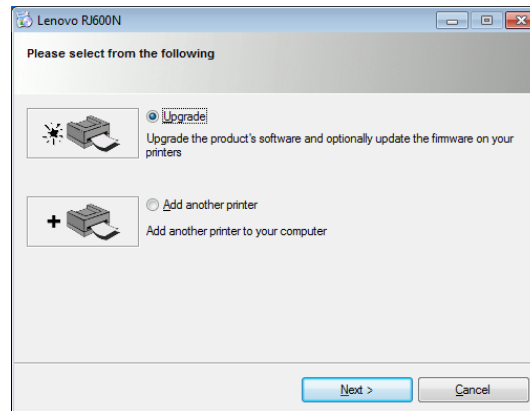 Lenovo RJ600N
Please select from the following
Upgrade
Upgrade the product's software and optionally update the firmware on your
printers
Add another printer
Add another printer to your computer
Next >
Cancel